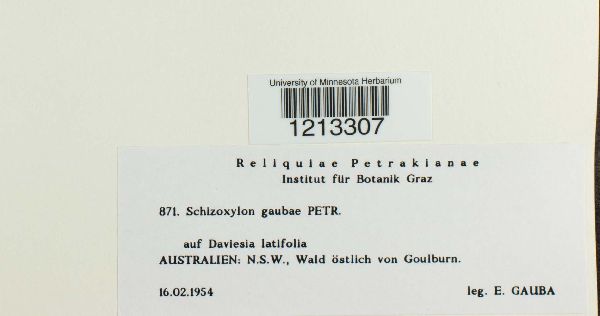 University of Minnesota Herbarium
1213307
Reliquiae Petrakianae
Institut für Botanik Graz
871. Schizoxylon gaubae PETR.
auf Daviesia latifolia
AUSTRALIEN: N.S.W., Wald östlich von Goulburn.
16.02.1954 leg. E. GAUBA